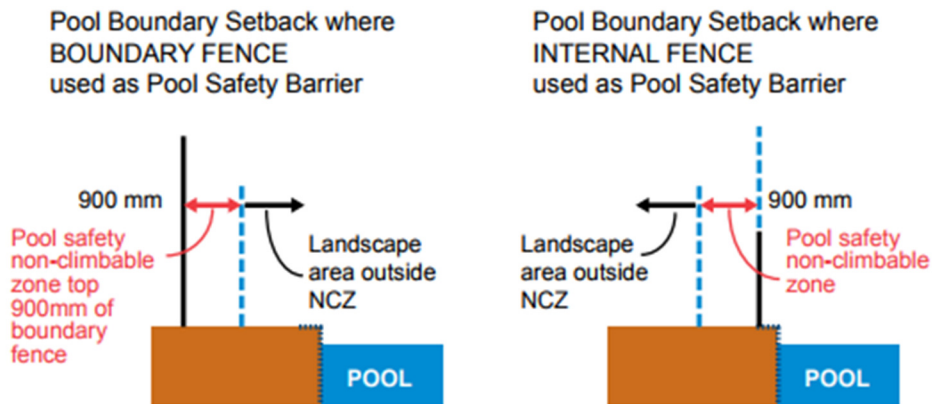 Pool Boundary Setback where
BOUNDARY FENCE
used as Pool Safety Barrier
900 mm
Pool safety
non-climbable
zone top
900mm of
boundary
fence
Landscape
area outside
NCZ
POOL
Pool Boundary Setback where
INTERNAL FENCE
used as Pool Safety Barrier
900 mm
Landscape
area outside
NCZ
Pool safety
non-climbable
zone
POOL